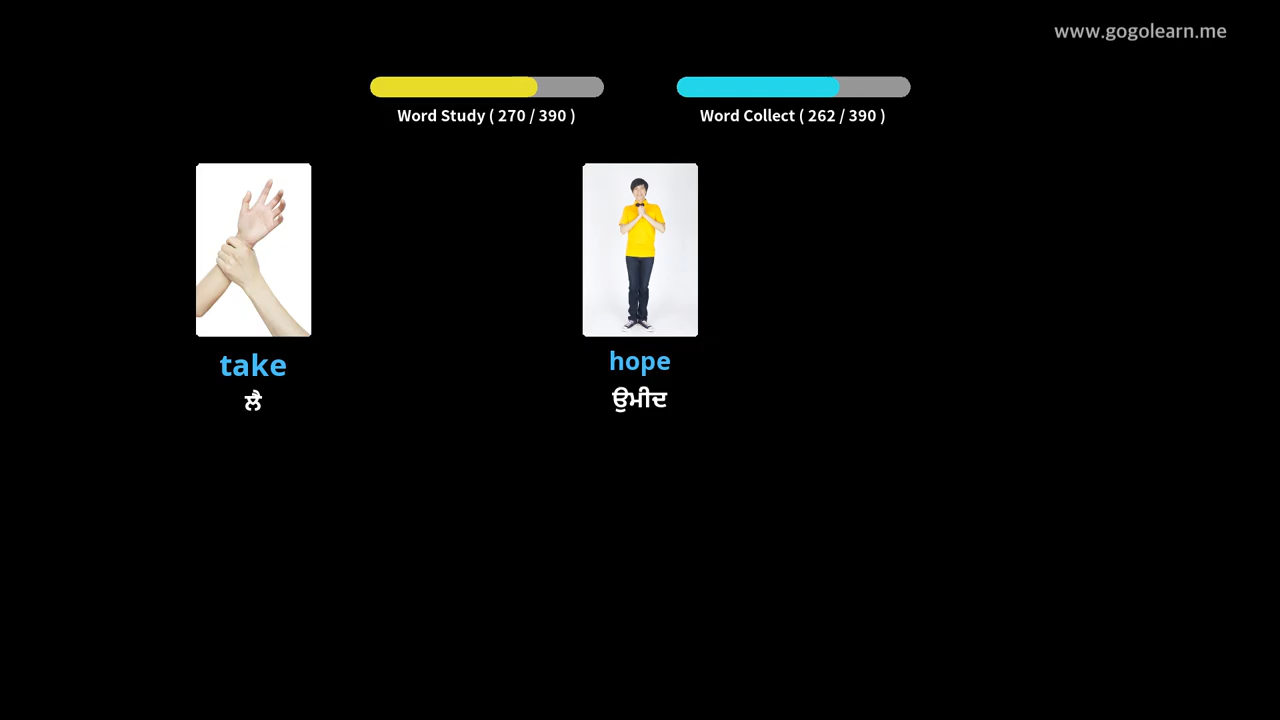 www.gogolearn.me
Word Study ( 270 / 390 )
Word Collect ( 262 / 390 )
take
ਲੈ
hope
ਉਮੀਦ